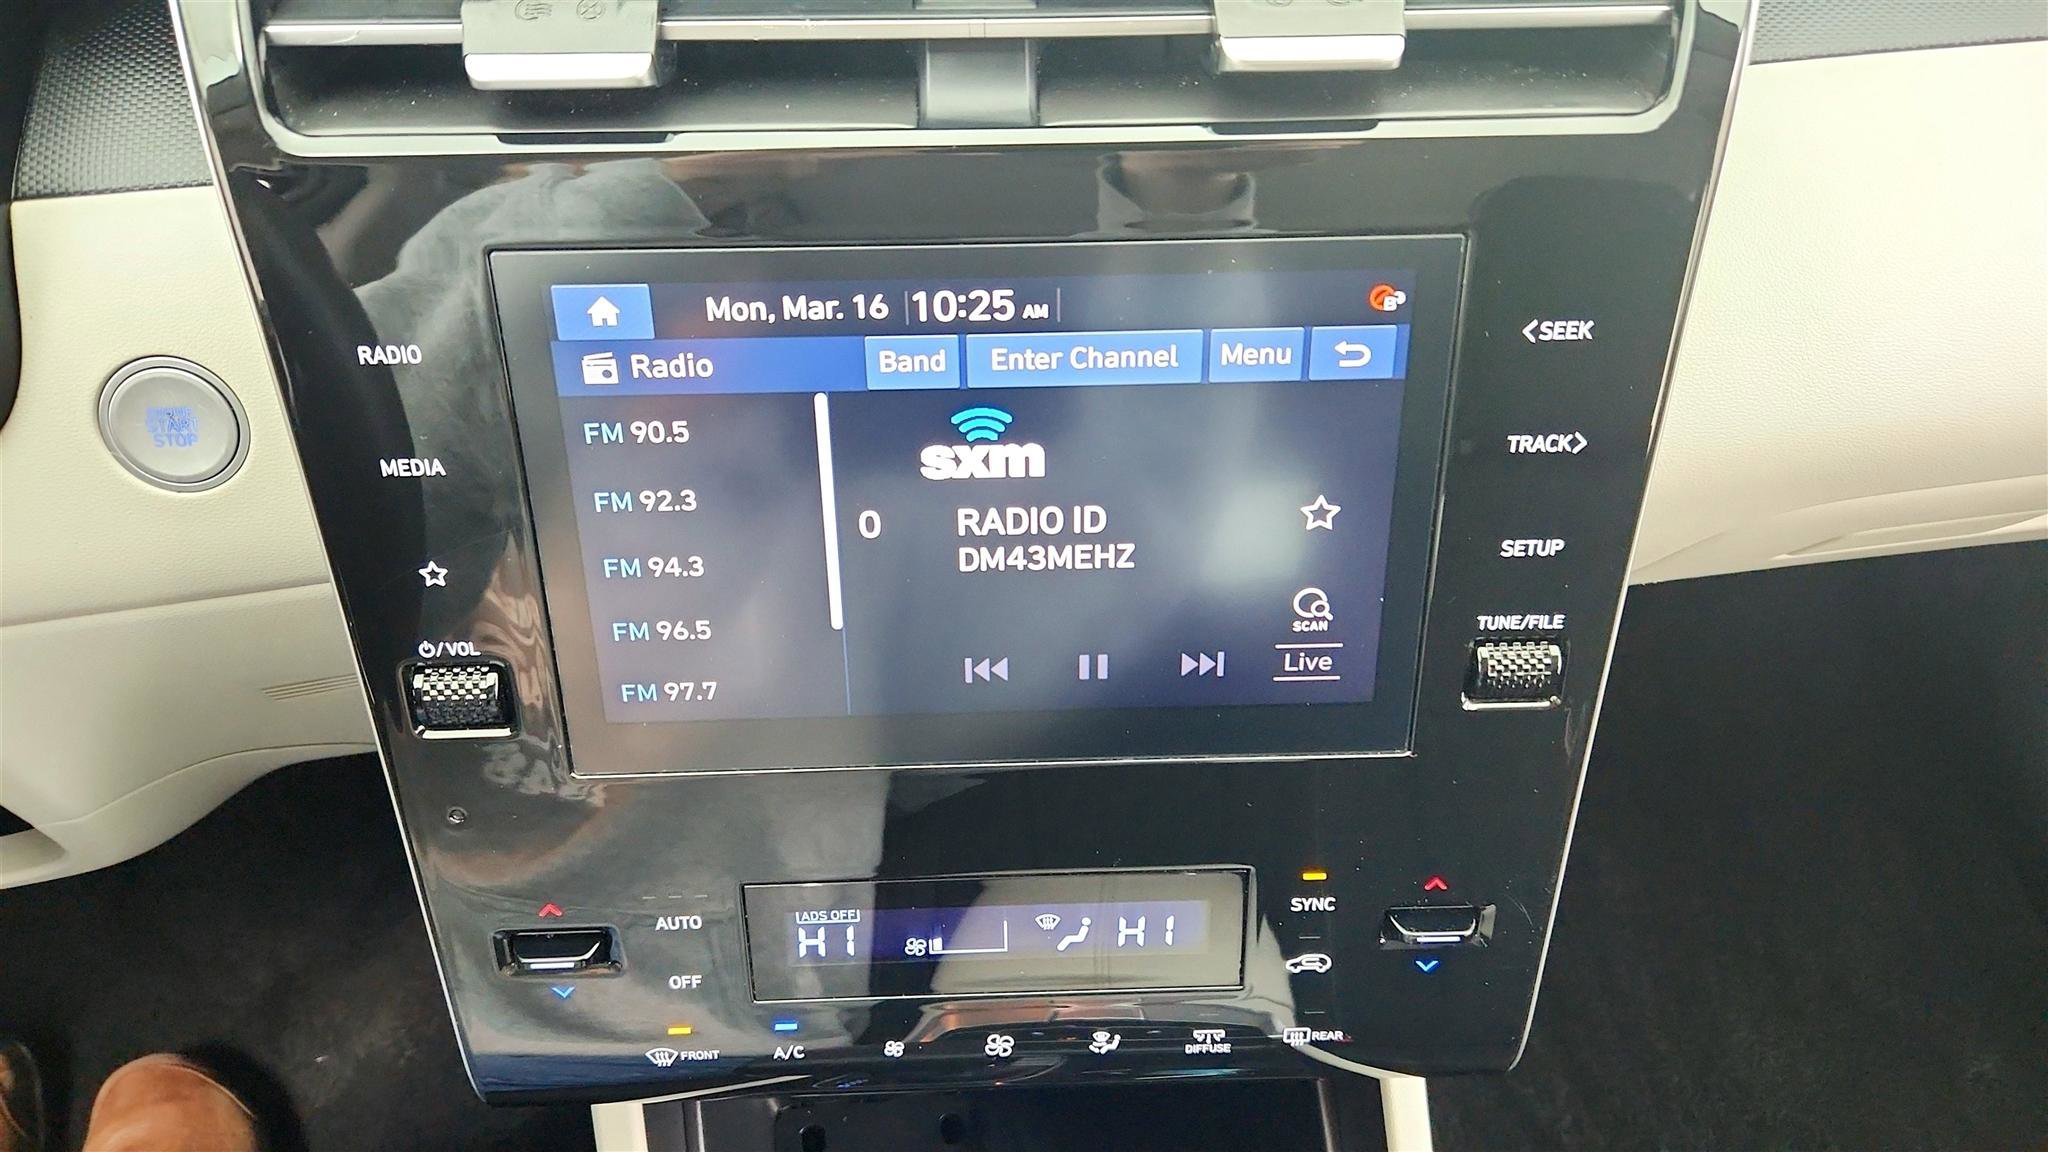 Mon, Mar. 16 10:25 AM
Radio Band Enter Channel Menu
FM 90.5
FM 92.3
FM 94.3
FM 96.5
FM 97.7
sxm
0 RADIO ID
DM43MEHZ
SCAN
Live
RADIO
MEDIA
/VOL
ENGINE
START
STOP
<SEEK
TRACK>
SETUP
TUNE/FILE
AUTO
OFF
ADS OFF
HI HI
SYNC
FRONT
A/C
DIFFUSE
REAR